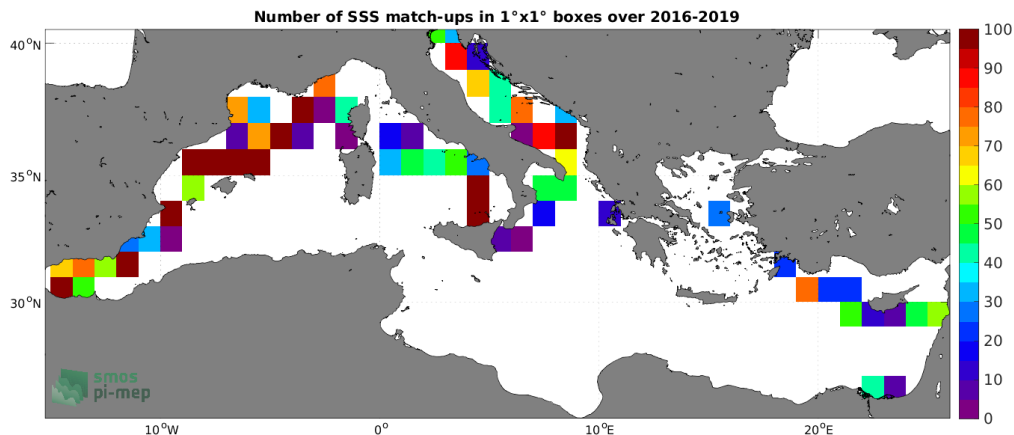 Number of SSS match-ups in 1°x1° boxes over 2016-2019
40°N
35°N
30°N
10°W
0°
10°E
20°E
100
90
80
70
60
50
40
30
20
10
0
smos
pi-mep